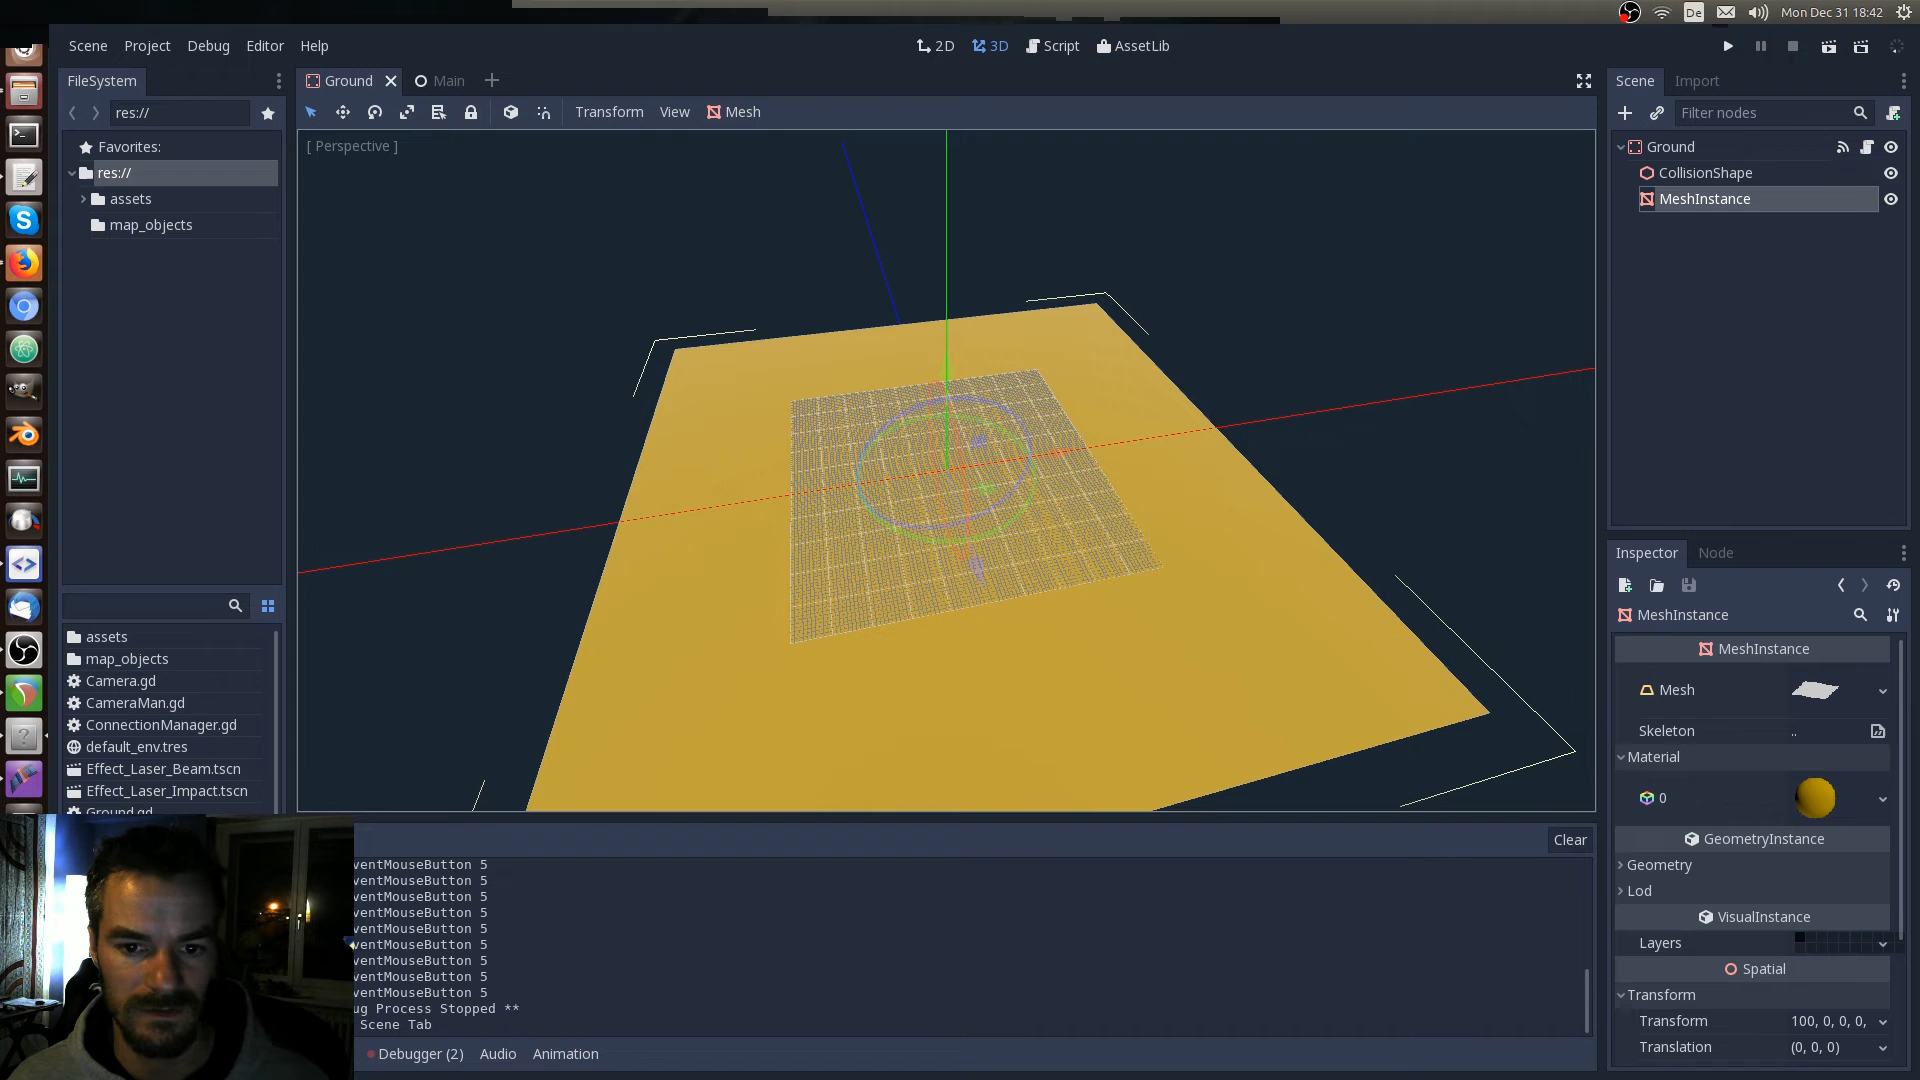 De
Mon Dec 31 18:42
Scene
Project
Debug
Editor
Help
2D
3D
Script
AssetLib
FileSystem
Ground
Main
Scene
Import
res://
Transform
View
Mesh
Filter nodes
Favorites:
res://
assets
map_objects
[ Perspective ]
Ground
CollisionShape
MeshInstance
Inspector
Node
MeshInstance
MeshInstance
Mesh
Skeleton
..
Material
0
GeometryInstance
Geometry
Lod
VisualInstance
Layers
Spatial
Transform
Transform
100, 0, 0, 0,
Translation
(0, 0, 0)
assets
map_objects
Camera.gd
CameraMan.gd
ConnectionManager.gd
default_env.tres
Effect_Laser_Beam.tscn
Effect_Laser_Impact.tscn
Ground.gd
Clear
ventMouseButton 5
ventMouseButton 5
ventMouseButton 5
ventMouseButton 5
ventMouseButton 5
ventMouseButton 5
ventMouseButton 5
ventMouseButton 5
ventMouseButton 5
ug Process Stopped **
Scene Tab
Debugger (2)
Audio
Animation